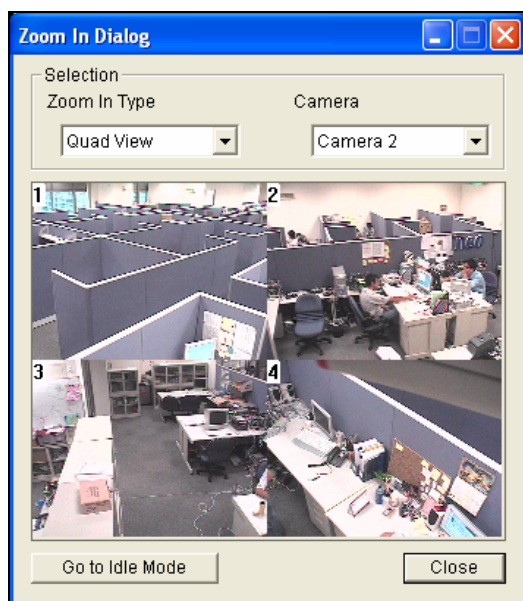 Zoom In Dialog
Selection
Zoom In Type
Camera
Quad View
Camera 2
1
2
3
4
Go to Idle Mode
Close